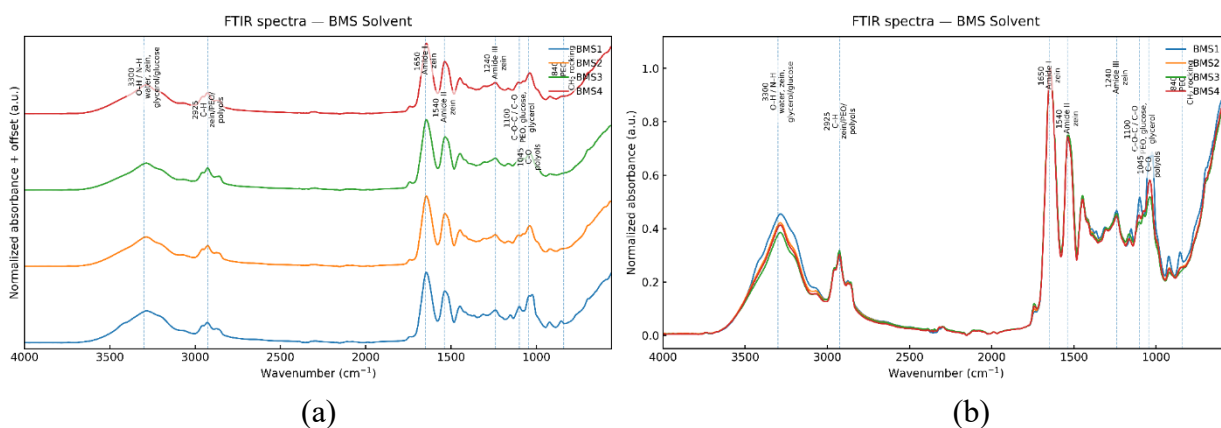 FTIR spectra — BMS Solvent
Normalized absorbance + offset (a.u.)
3300
O–H / N–H
water, zein,
glycerol/glucose
2925
C–H
zein/PEO/
polyols
1650
Amide I
zein
1540
Amide II
zein
1240
Amide III
zein
1100
C–O–C / C–O
PEO, glucose,
glycerol
1045
C–O
polyols
840
PEO
CH₂ rocking
BMS1
BMS2
BMS3
BMS4
4000 3500 3000 2500 2000 1500 1000
Wavenumber (cm⁻¹)
(a)
FTIR spectra — BMS Solvent
Normalized absorbance (a.u.)
1.0
0.8
0.6
0.4
0.2
0.0
3300
O–H / N–H
water, zein,
glycerol/glucose
2925
C–H
zein/PEO/
polyols
1650
Amide I
zein
1540
Amide II
zein
1240
Amide III
zein
1100
C–O–C / C–O
PEO, glucose,
glycerol
1045
C–O
polyols
840
PEO
CH₂ rocking
BMS1
BMS2
BMS3
BMS4
4000 3500 3000 2500 2000 1500 1000
Wavenumber (cm⁻¹)
(b)